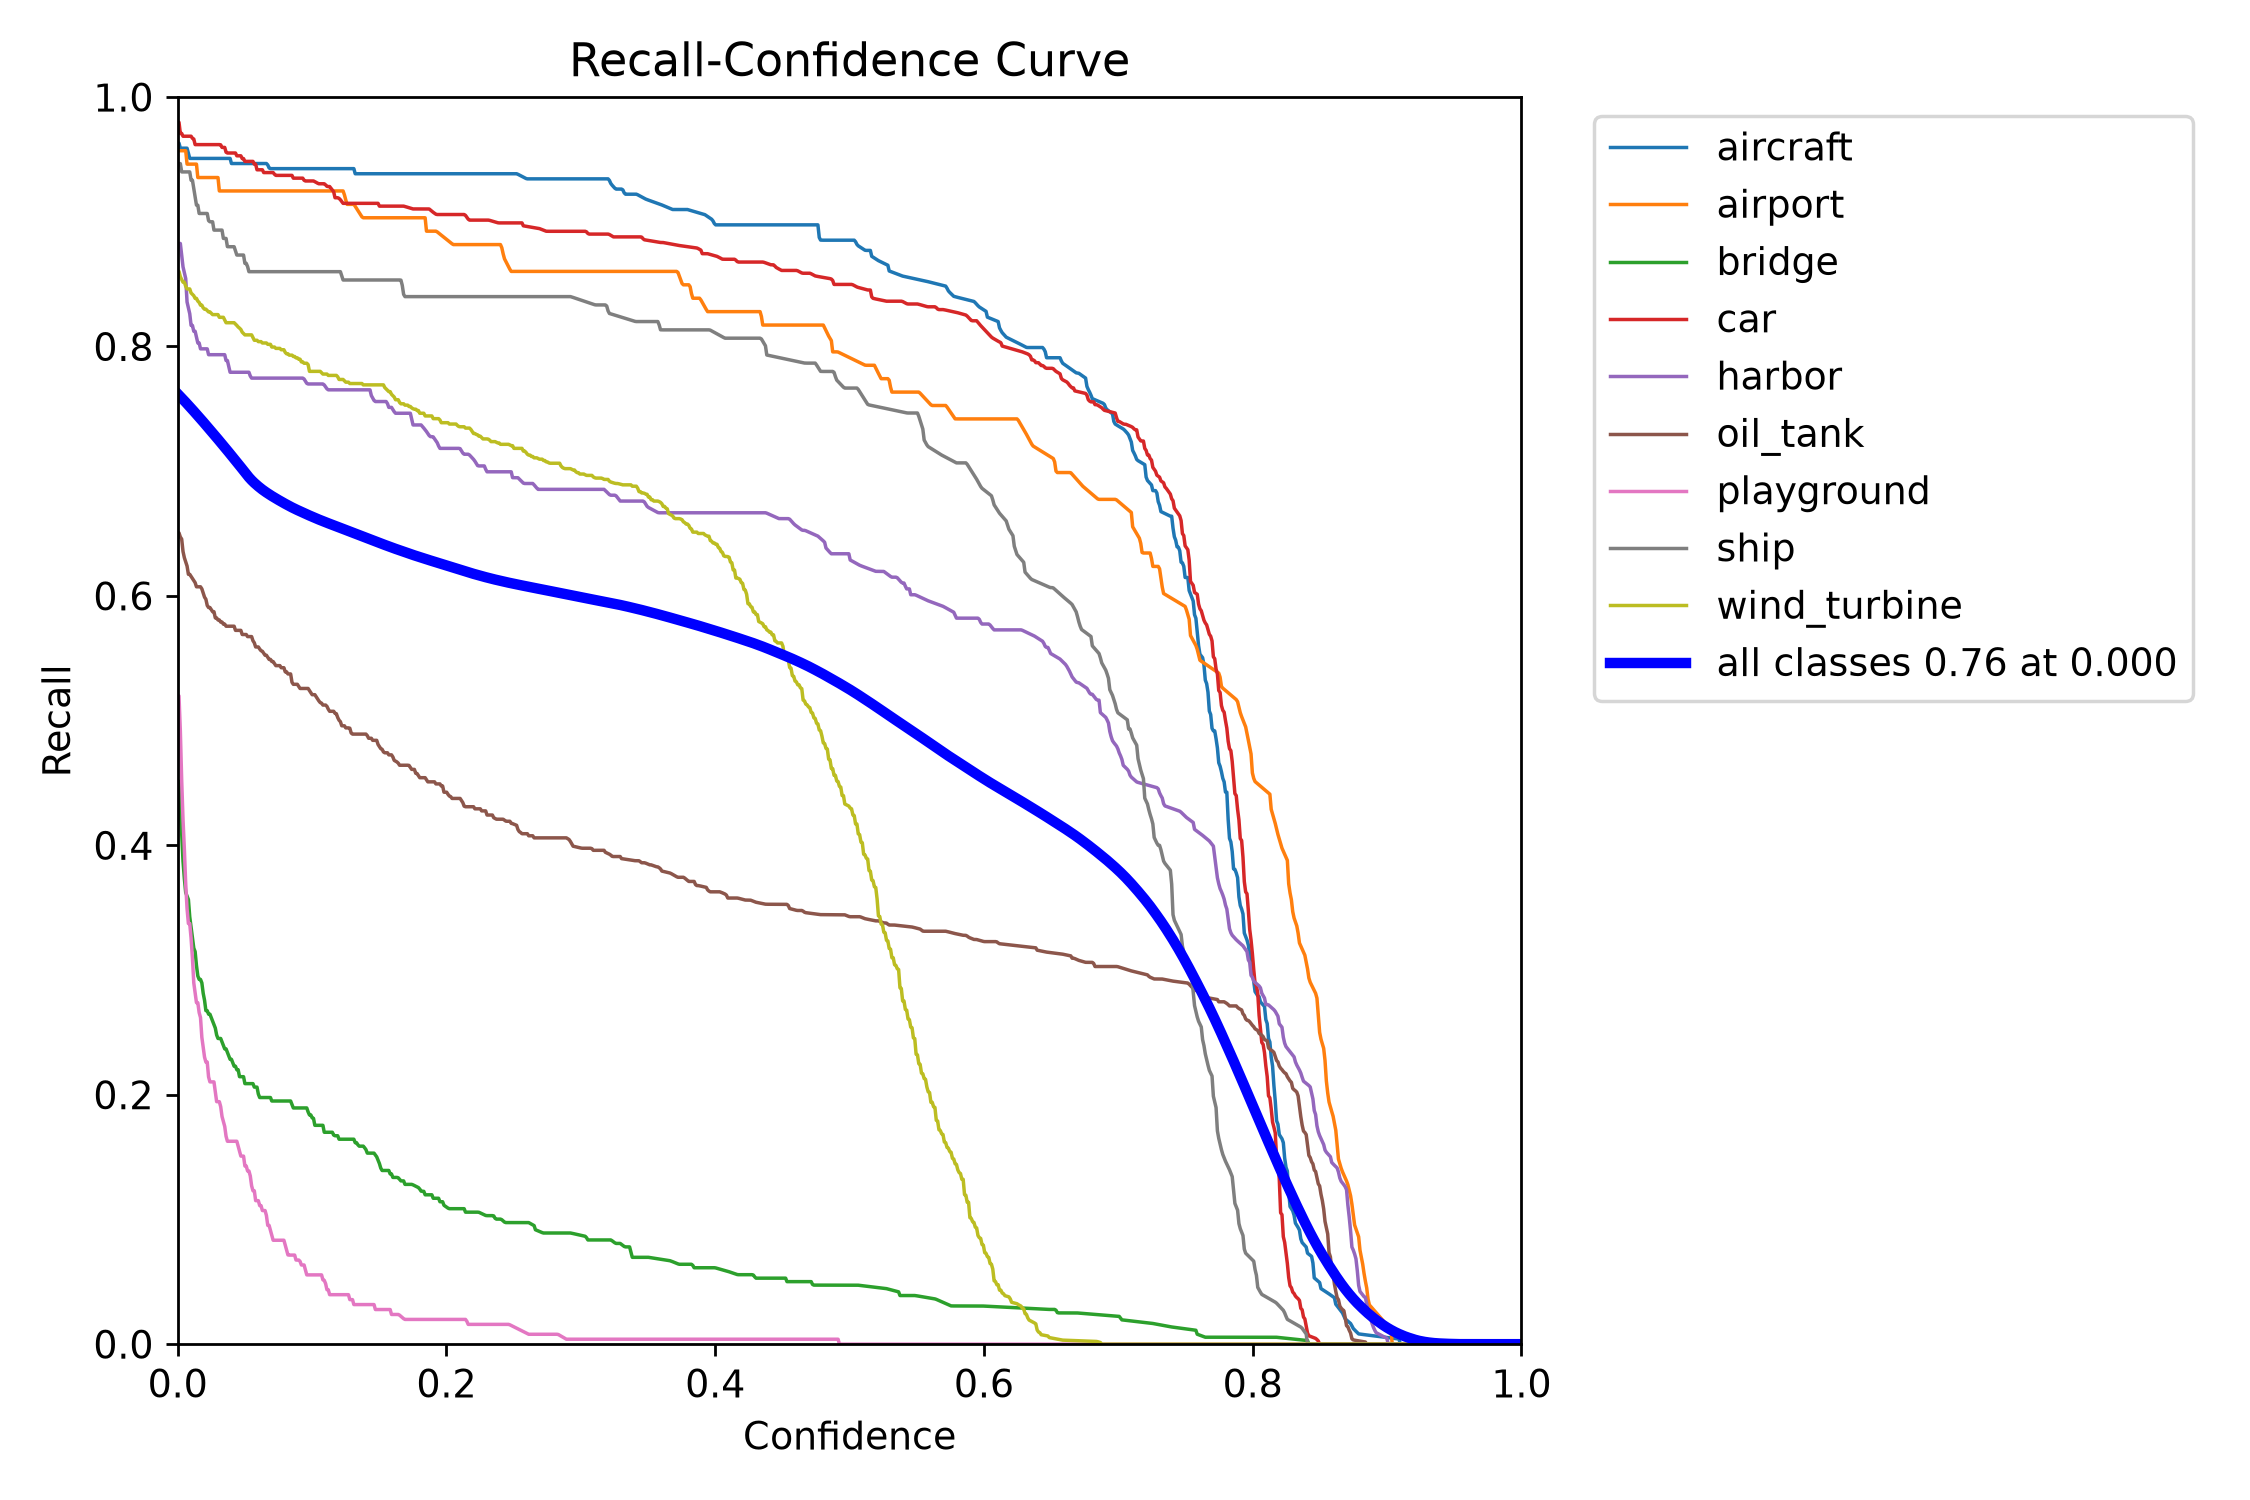 Recall-Confidence Curve
1.0
0.8
0.6
0.4
0.2
0.0
Recall
0.0 0.2 0.4 0.6 0.8 1.0
Confidence
aircraft
airport
bridge
car
harbor
oil_tank
playground
ship
wind_turbine
all classes 0.76 at 0.000